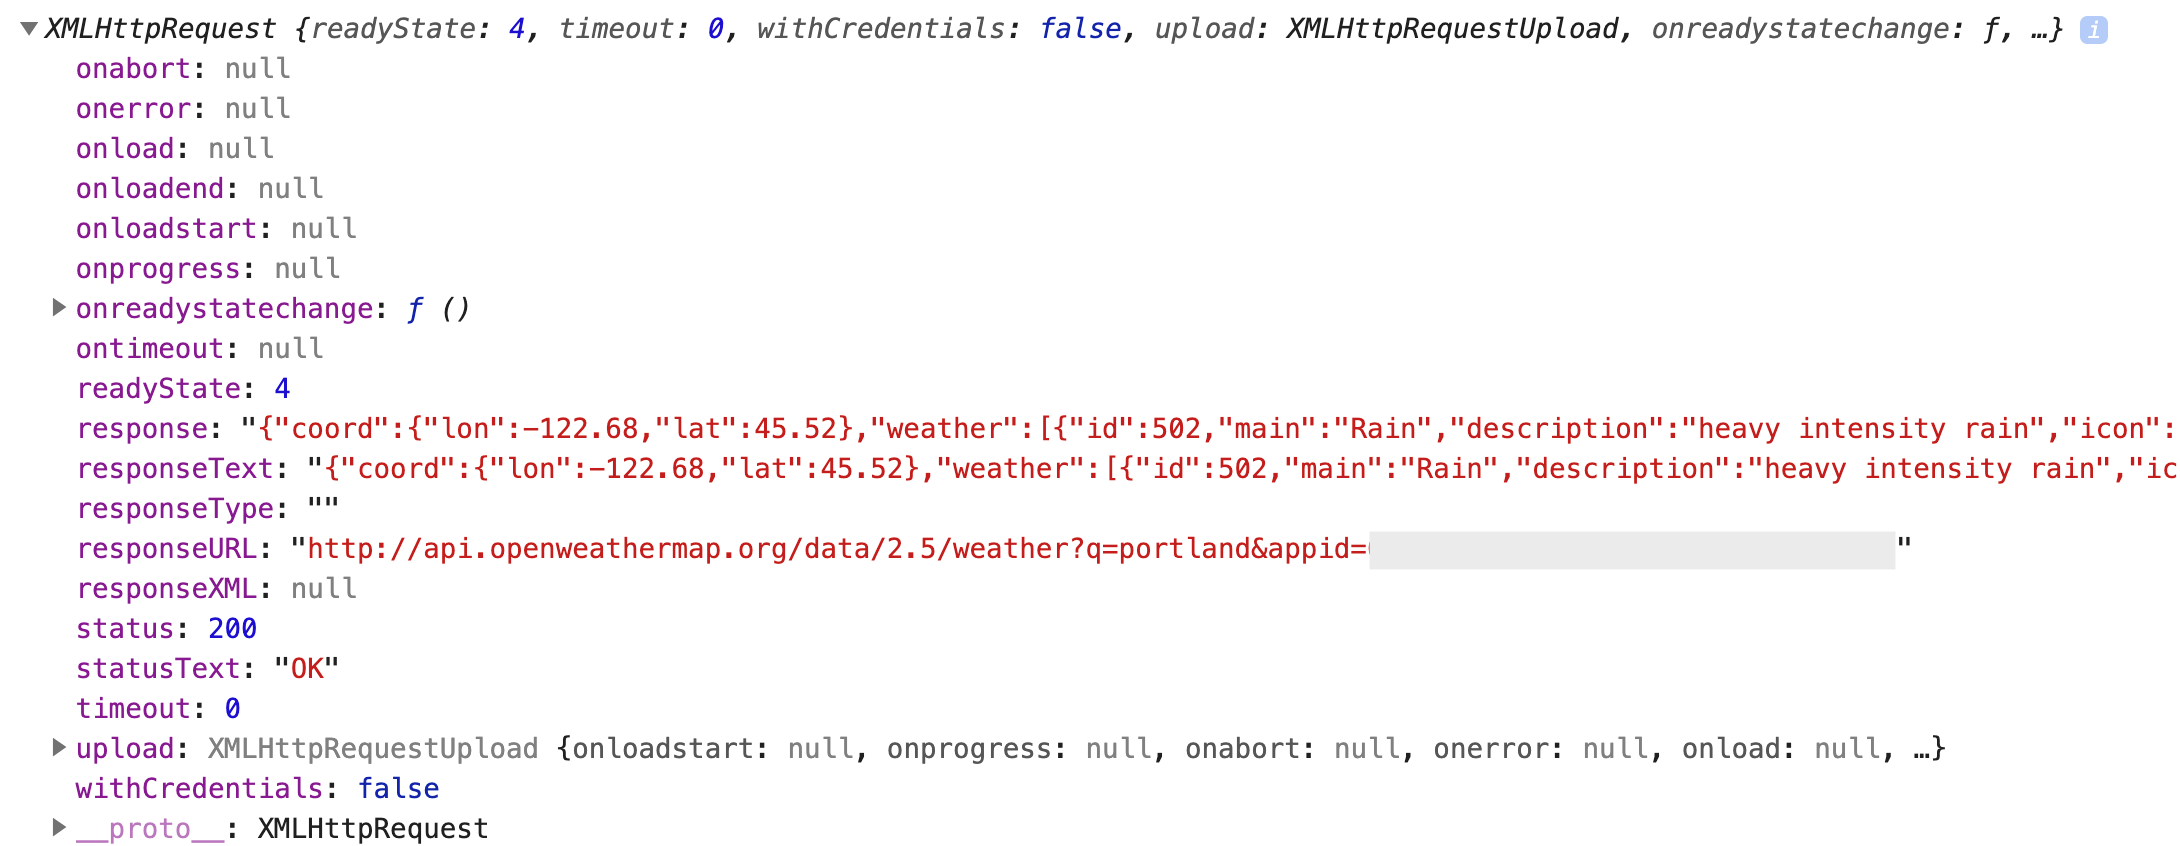 XMLHttpRequest {readyState: 4, timeout: 0, withCredentials: false, upload: XMLHttpRequestUpload, onreadystatechange: ƒ, …} i
onabort: null
onerror: null
onload: null
onloadend: null
onloadstart: null
onprogress: null
onreadystatechange: ƒ ()
ontimeout: null
readyState: 4
response: "{"coord":{"lon":-122.68,"lat":45.52},"weather":[{"id":502,"main":"Rain","description":"heavy intensity rain","icon":
responseText: "{"coord":{"lon":-122.68,"lat":45.52},"weather":[{"id":502,"main":"Rain","description":"heavy intensity rain","ic
responseType: ""
responseURL: "http://api.openweathermap.org/data/2.5/weather?q=portland&appid="
responseXML: null
status: 200
statusText: "OK"
timeout: 0
upload: XMLHttpRequestUpload {onloadstart: null, onprogress: null, onabort: null, onerror: null, onload: null, …}
withCredentials: false
__proto__: XMLHttpRequest